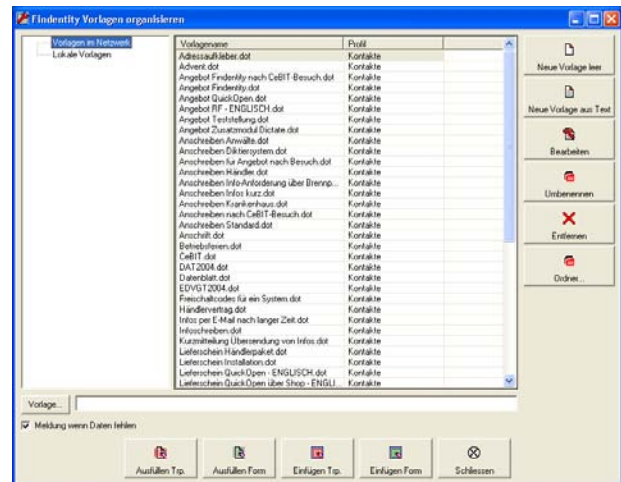 Findentity Vorlagen organisieren
Vorlagen im Netzwerk
Lokale Vorlagen
Vorlagename Profil
Adressaufkleber.dot Kontakte
Advent.dot Kontakte
Angebot Findentity nach CeBIT-Besuch.dot Kontakte
Angebot Findentity.dot Kontakte
Angebot QuickOpen.dot Kontakte
Angebot RF - ENGLISCH.dot Kontakte
Angebot Teststellung.dot Kontakte
Angebot Zusatzmodul Dictate.dot Kontakte
Anschreiben Anwälte.dot Kontakte
Anschreiben Diktiersystem.dot Kontakte
Anschreiben für Angebot nach Besuch.dot Kontakte
Anschreiben Händler.dot Kontakte
Anschreiben Info-Anforderung über Brennp... Kontakte
Anschreiben Infos kurz.dot Kontakte
Anschreiben Krankenhaus.dot Kontakte
Anschreiben nach CeBIT-Besuch.dot Kontakte
Anschreiben Standard.dot Kontakte
Anschrift.dot Kontakte
Betriebsferien.dot Kontakte
CeBIT.dot Kontakte
DAT2004.dot Kontakte
Datenblatt.dot Kontakte
EDVGT2004.dot Kontakte
Freischaltcodes für ein System.dot Kontakte
Händlervertrag.dot Kontakte
Infos per E-Mail nach langer Zeit.dot Kontakte
Infoschreiben.dot Kontakte
Kurzmitteilung Übersendung von Infos.dot Kontakte
Lieferschein Händlerpaket.dot Kontakte
Lieferschein Installation.dot Kontakte
Lieferschein QuickOpen - ENGLISCH.dot Kontakte
Lieferschein QuickOpen über Shop - ENGLI... Kontakte
Neue Vorlage leer
Neue Vorlage aus Text
Bearbeiten
Umbenennen
Entfernen
Ordner...
Vorlage...
Meldung wenn Daten fehlen
Ausfüllen Trp.
Ausfüllen Form
Einfügen Trp.
Einfügen Form
Schliessen